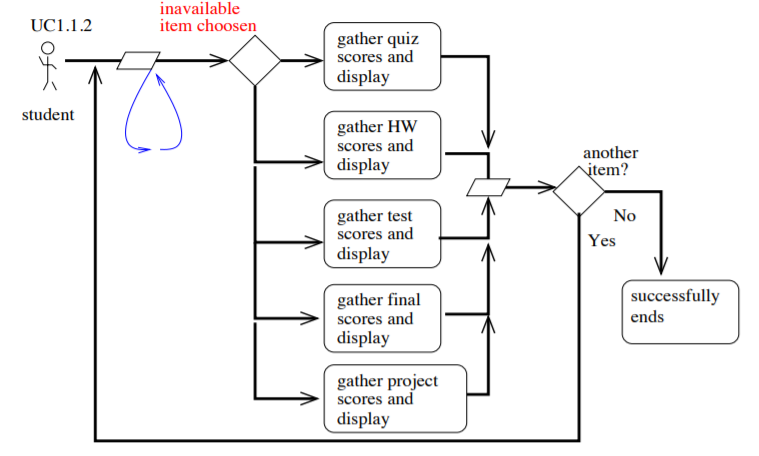 inavailable
item choosen
UC1.1.2
student
gather quiz
scores and
display
gather HW
scores and
display
gather test
scores and
display
gather final
scores and
display
gather project
scores and
display
another
item?
No
Yes
successfully
ends